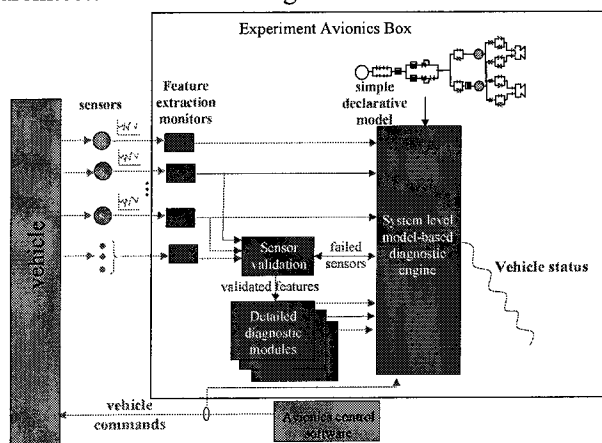 Experiment Avionics Box
simple
declarative
model
Feature
extraction
monitors
sensors
vehicle
System level
model-based
diagnostic
engine
Sensor
validation
failed
sensors
Vehicle status
validated features
Detailed
diagnostic
modules
vehicle
commands
Avionics control
software